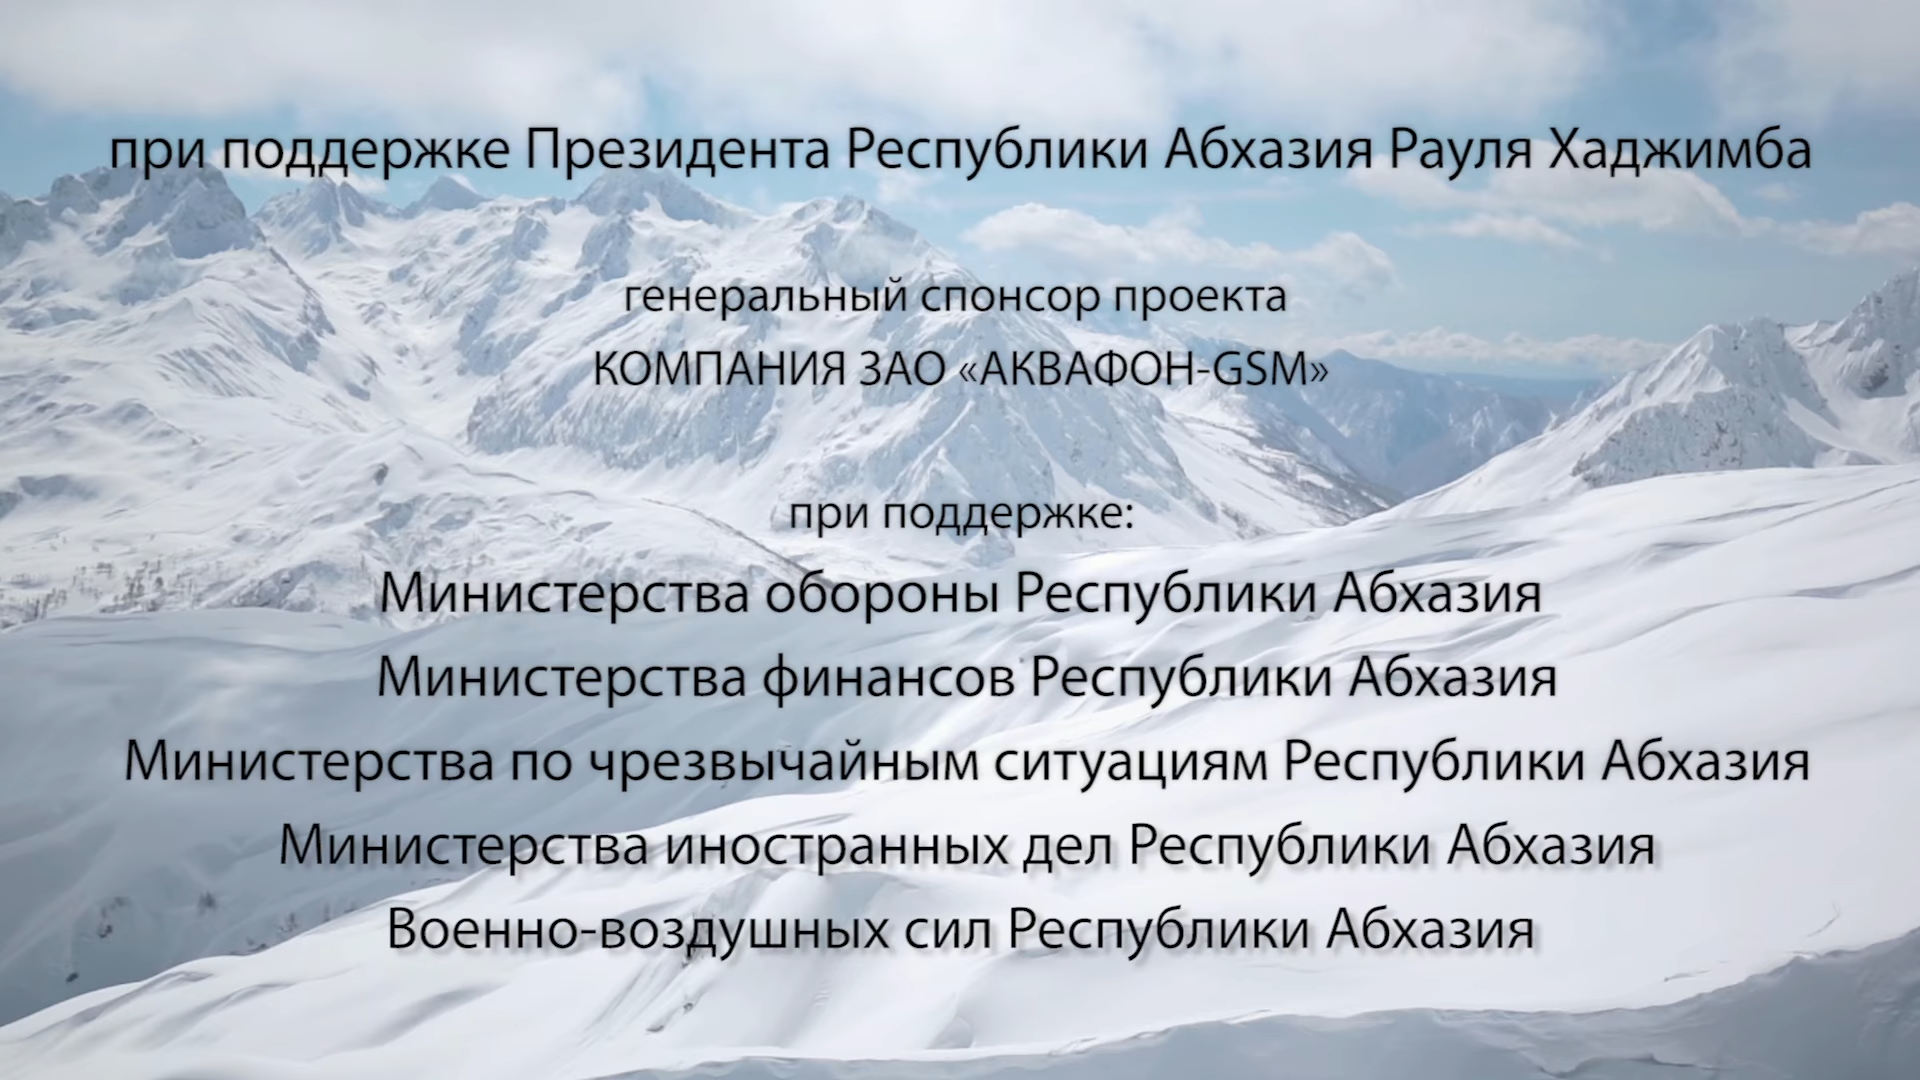 при поддержке Президента Республики Абхазия Рауля Хаджимба
генеральный спонсор проекта
КОМПАНИЯ ЗАО «АКВАФОН-GSM»
при поддержке:
Министерства обороны Республики Абхазия
Министерства финансов Республики Абхазия
Министерства по чрезвычайным ситуациям Республики Абхазия
Министерства иностранных дел Республики Абхазия
Военно-воздушных сил Республики Абхазия